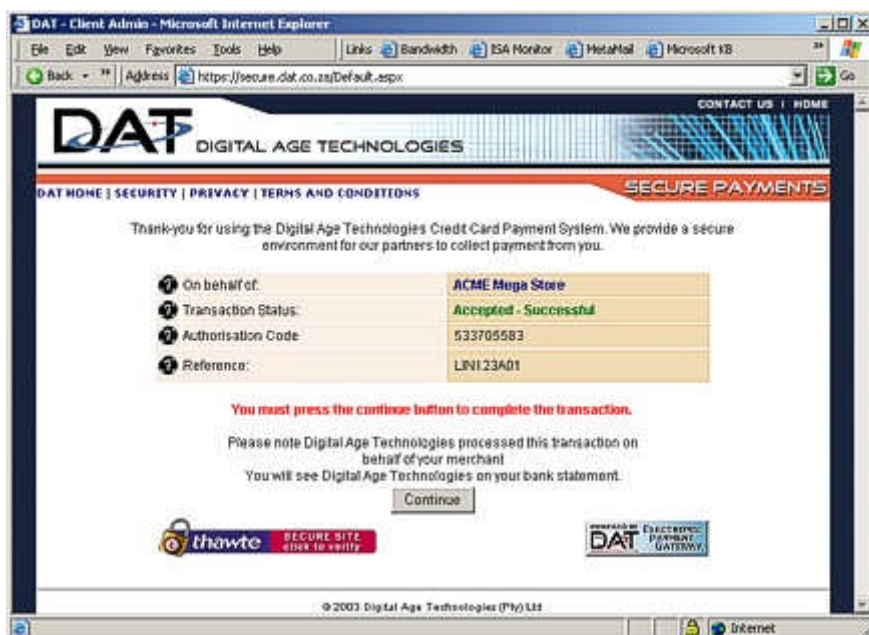 DAT - Client Admin - Microsoft Internet Explorer
File Edit View Favorites Tools Help Links Bandwidth ISA Monitor MetaMail Microsoft KB »
Back » Address https://secure.dat.co.za/Default.aspx Go
CONTACT US | HOME
DAT DIGITAL AGE TECHNOLOGIES
SECURE PAYMENTS
DAT HOME | SECURITY | PRIVACY | TERMS AND CONDITIONS
Thank-you for using the Digital Age Technologies Credit Card Payment System. We provide a secure
environment for our partners to collect payment from you.
? On behalf of: ACME Mega Store
? Transaction Status: Accepted - Successful
? Authorisation Code 533705583
? Reference: LIN123A01
You must press the continue button to complete the transaction.
Please note Digital Age Technologies processed this transaction on
behalf of your merchant
You will see Digital Age Technologies on your bank statement.
Continue
thawte SECURE SITE
click to verify
POWERED BY
DAT ELECTRONIC
PAYMENT
GATEWAY
© 2003 Digital Age Technologies (Pty) Ltd
Internet